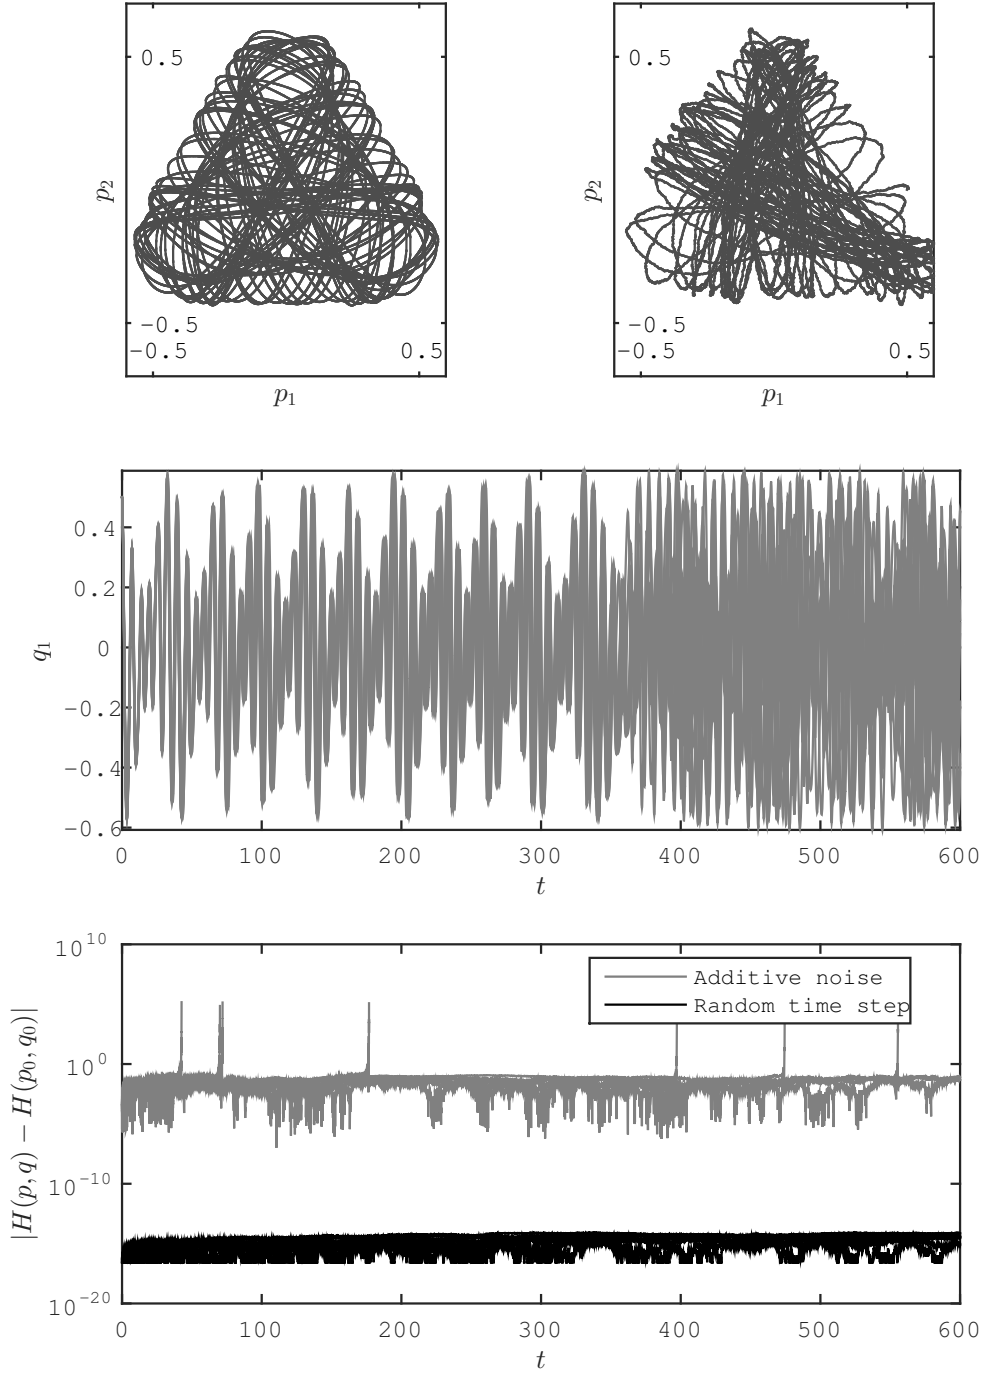 0.5 0.5
p2 p2
−0.5 −0.5
−0.5 0.5 −0.5 0.5
p1 p1
0.4
0.2
0
−0.2
−0.4
−0.6
q1
0 100 200 300 400 500 600
t
10^10
10^0
10^−10
10^−20
|H(p, q) − H(p0, q0)|
Additive noise
Random time step
0 100 200 300 400 500 600
t